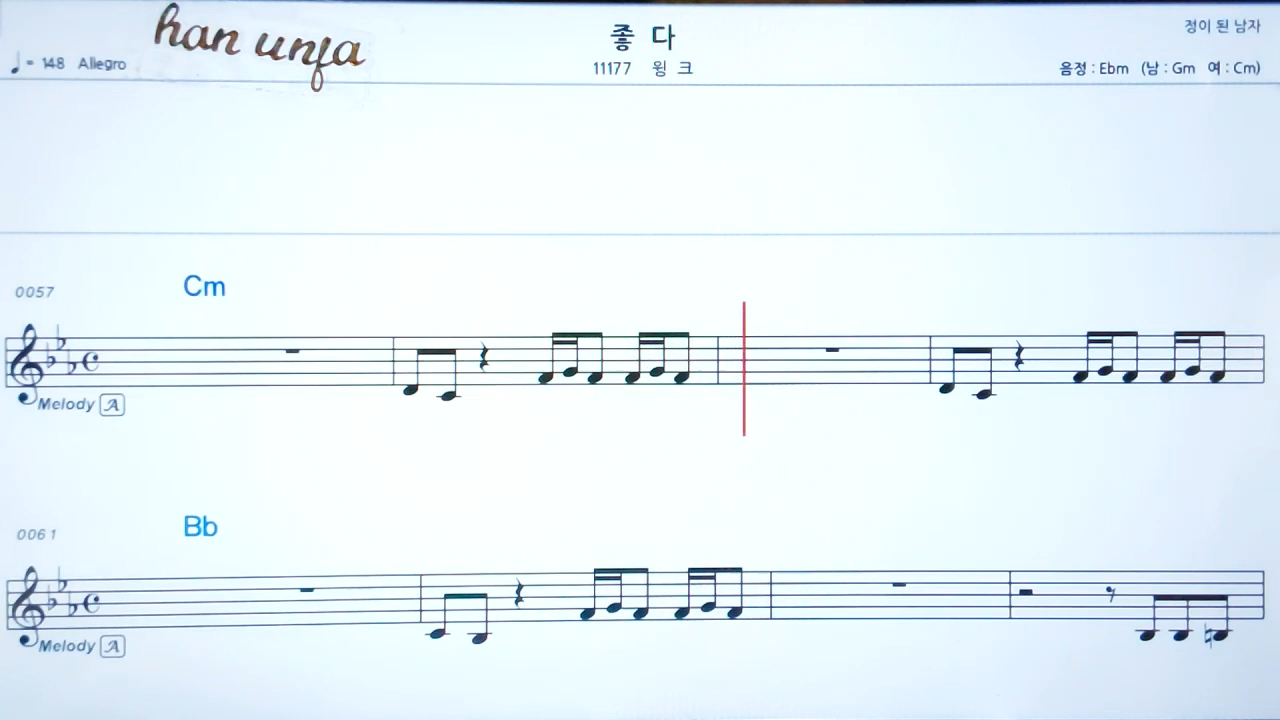 han unfa
좋 다
정이 된 남자
♩= 148 Allegro
11177 윙 크
음정 : Ebm (남 : Gm 여 : Cm)
0057
Cm
Melody A
0061
Bb
Melody A